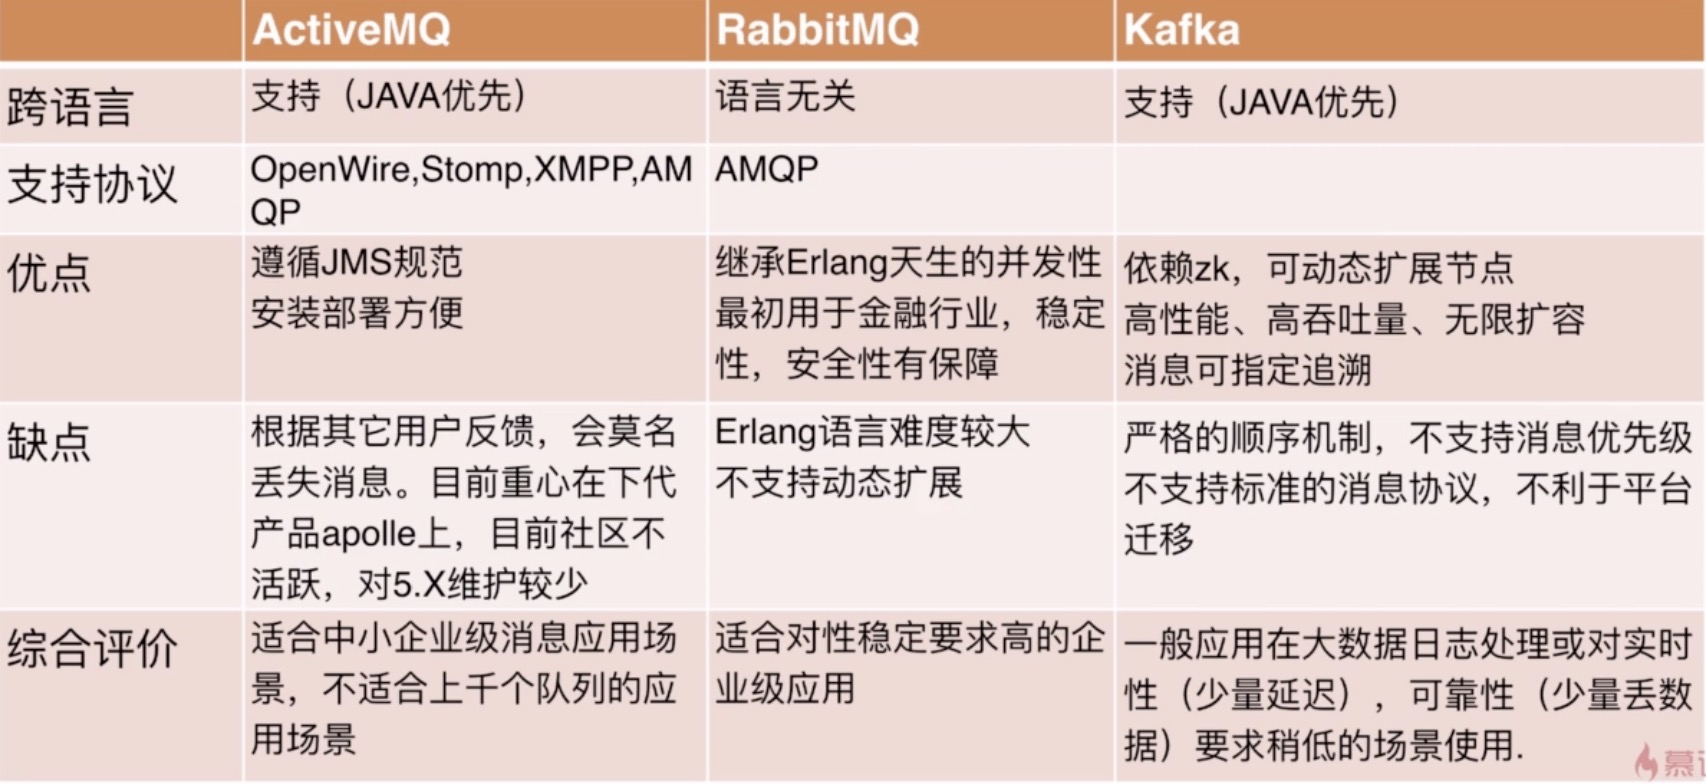 ActiveMQ
RabbitMQ
Kafka
跨语言
支持（JAVA优先）
语言无关
支持（JAVA优先）
支持协议
OpenWire,Stomp,XMPP,AM
QP
AMQP
优点
遵循JMS规范
安装部署方便
继承Erlang天生的并发性
最初用于金融行业，稳定
性，安全性有保障
依赖zk，可动态扩展节点
高性能、高吞吐量、无限扩容
消息可指定追溯
缺点
根据其它用户反馈，会莫名
丢失消息。目前重心在下代
产品apolle上，目前社区不
活跃，对5.X维护较少
Erlang语言难度较大
不支持动态扩展
严格的顺序机制，不支持消息优先级
不支持标准的消息协议，不利于平台
迁移
综合评价
适合中小企业级消息应用场
景，不适合上千个队列的应
用场景
适合对性稳定要求高的企
业级应用
一般应用在大数据日志处理或对实时
性（少量延迟），可靠性（少量丢数
据）要求稍低的场景使用.
慕